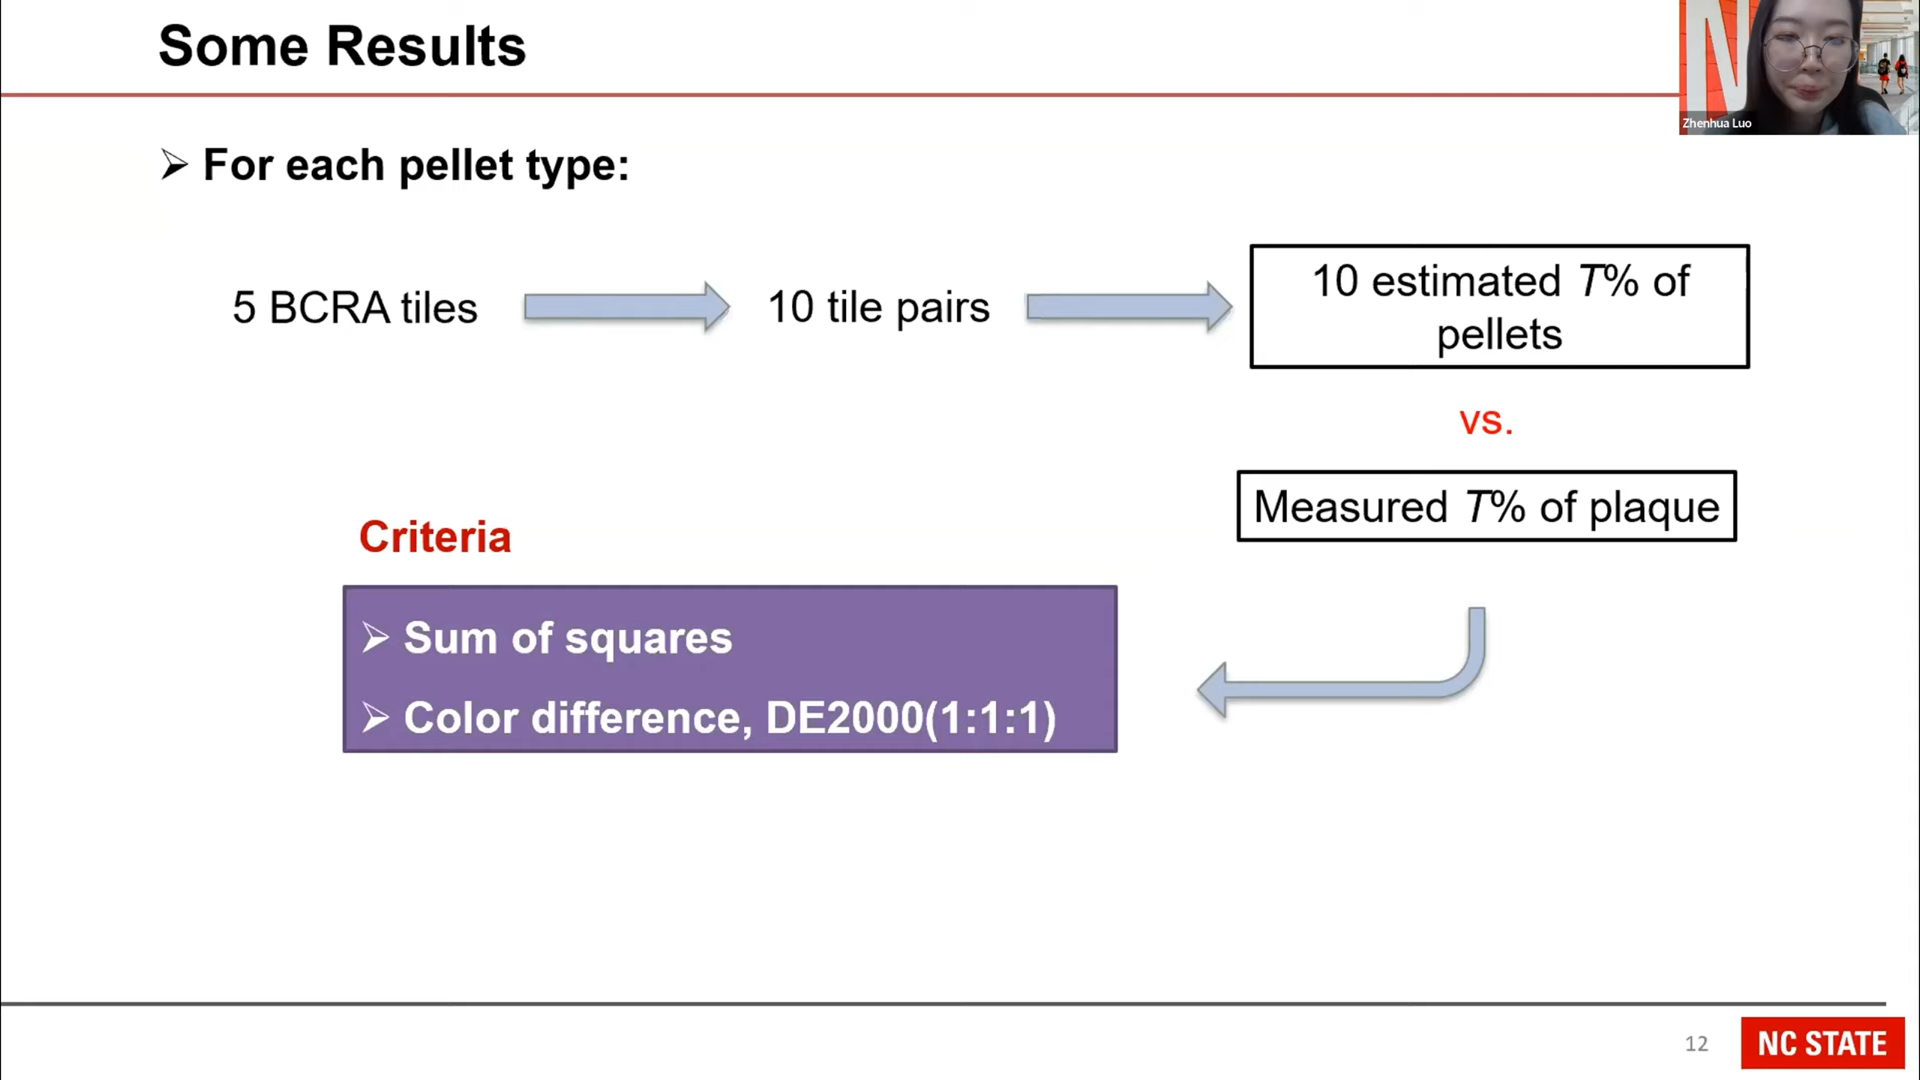 Some Results
Zhenhua Luo
➢ For each pellet type:
5 BCRA tiles
10 tile pairs
10 estimated T% of
pellets
vs.
Measured T% of plaque
Criteria
➢ Sum of squares
➢ Color difference, DE2000(1:1:1)
12
NC STATE